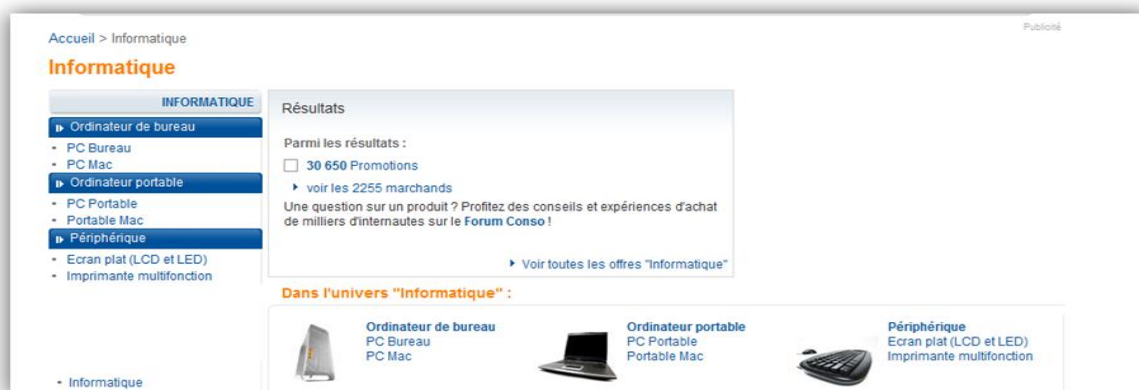 Publicité
Accueil > Informatique
Informatique
INFORMATIQUE
Ordinateur de bureau
- PC Bureau
- PC Mac
Ordinateur portable
- PC Portable
- Portable Mac
Périphérique
- Ecran plat (LCD et LED)
- Imprimante multifonction
- Informatique
Résultats
Parmi les résultats :
30 650 Promotions
voir les 2255 marchands
Une question sur un produit ? Profitez des conseils et expériences d'achat
de milliers d'internautes sur le Forum Conso !
Voir toutes les offres "Informatique"
Dans l'univers "Informatique" :
Ordinateur de bureau
PC Bureau
PC Mac
Ordinateur portable
PC Portable
Portable Mac
Périphérique
Ecran plat (LCD et LED)
Imprimante multifonction